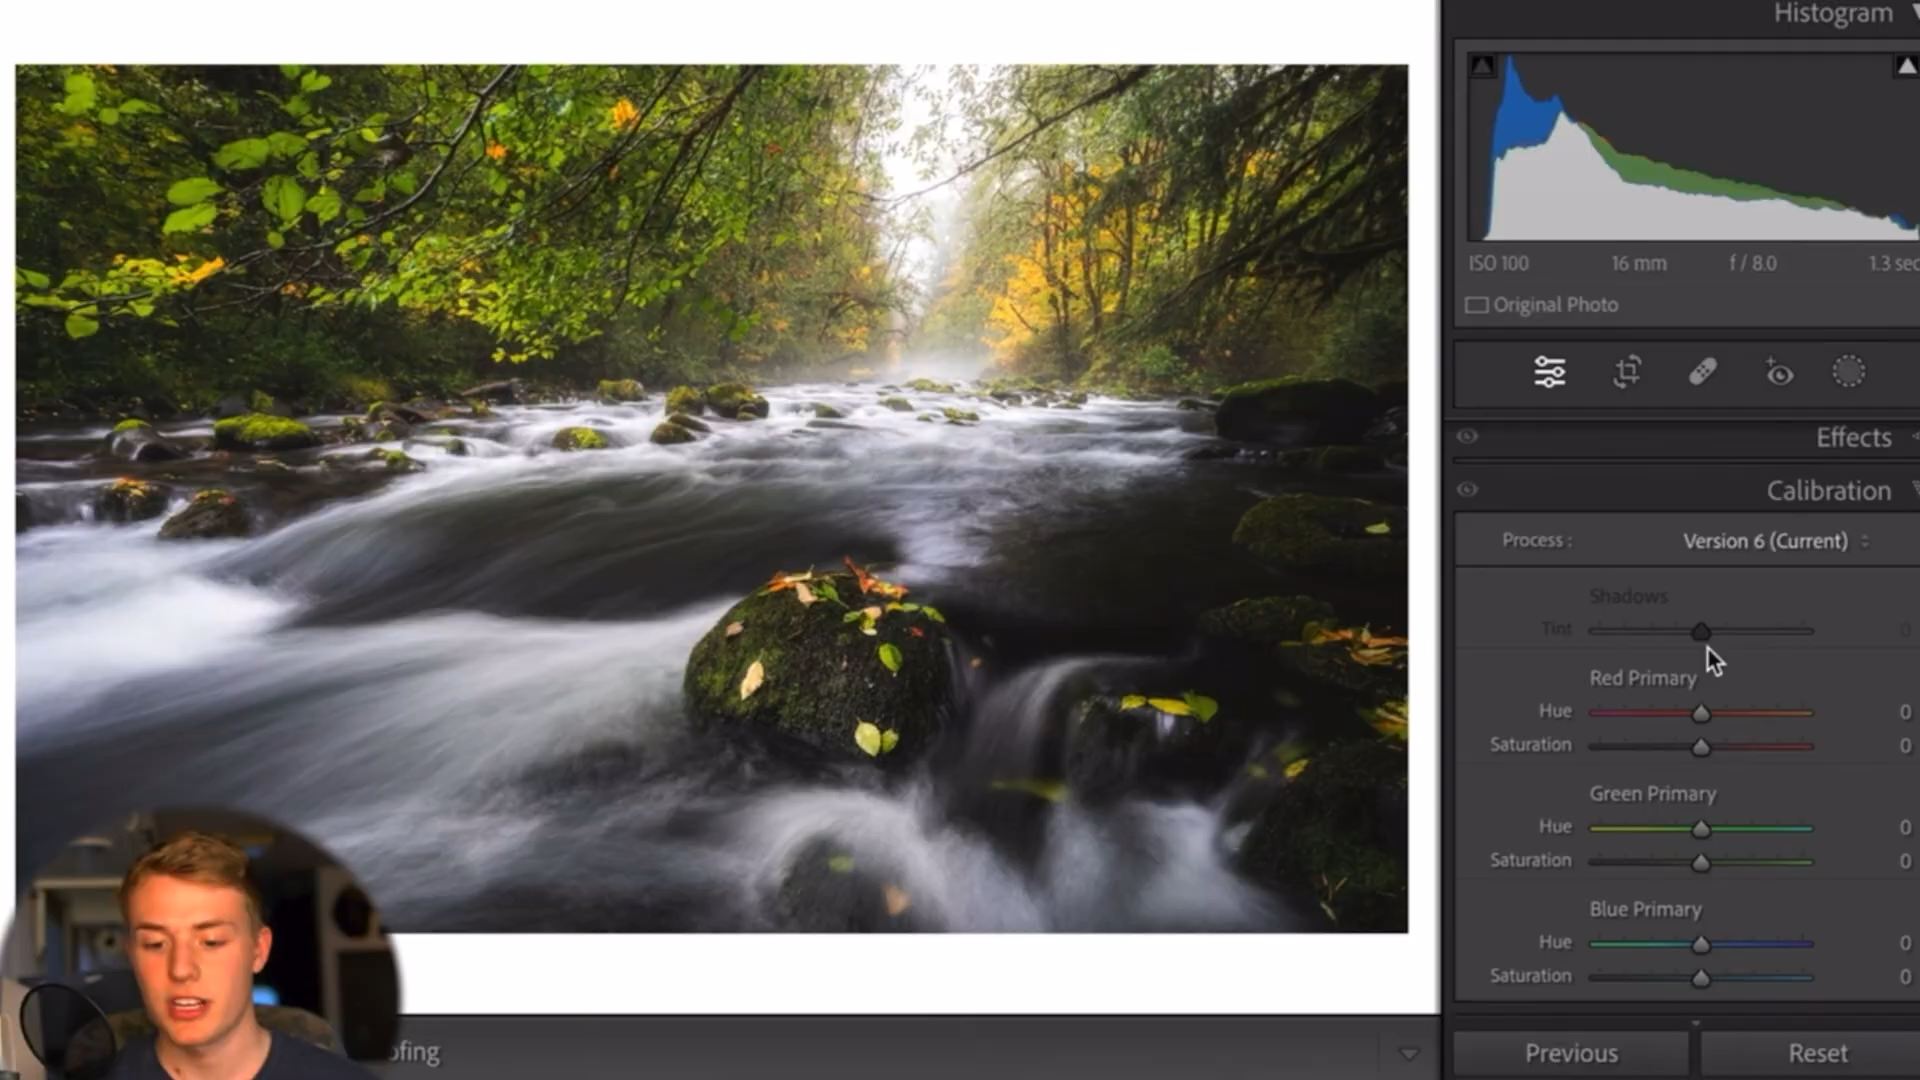 Histogram
ISO 100 16 mm f / 8.0 1.3 sec
Original Photo
Effects
Calibration
Process : Version 6 (Current)
Shadows
Tint 0
Red Primary
Hue 0
Saturation 0
Green Primary
Hue 0
Saturation 0
Blue Primary
Hue 0
Saturation 0
ofing
Previous Reset